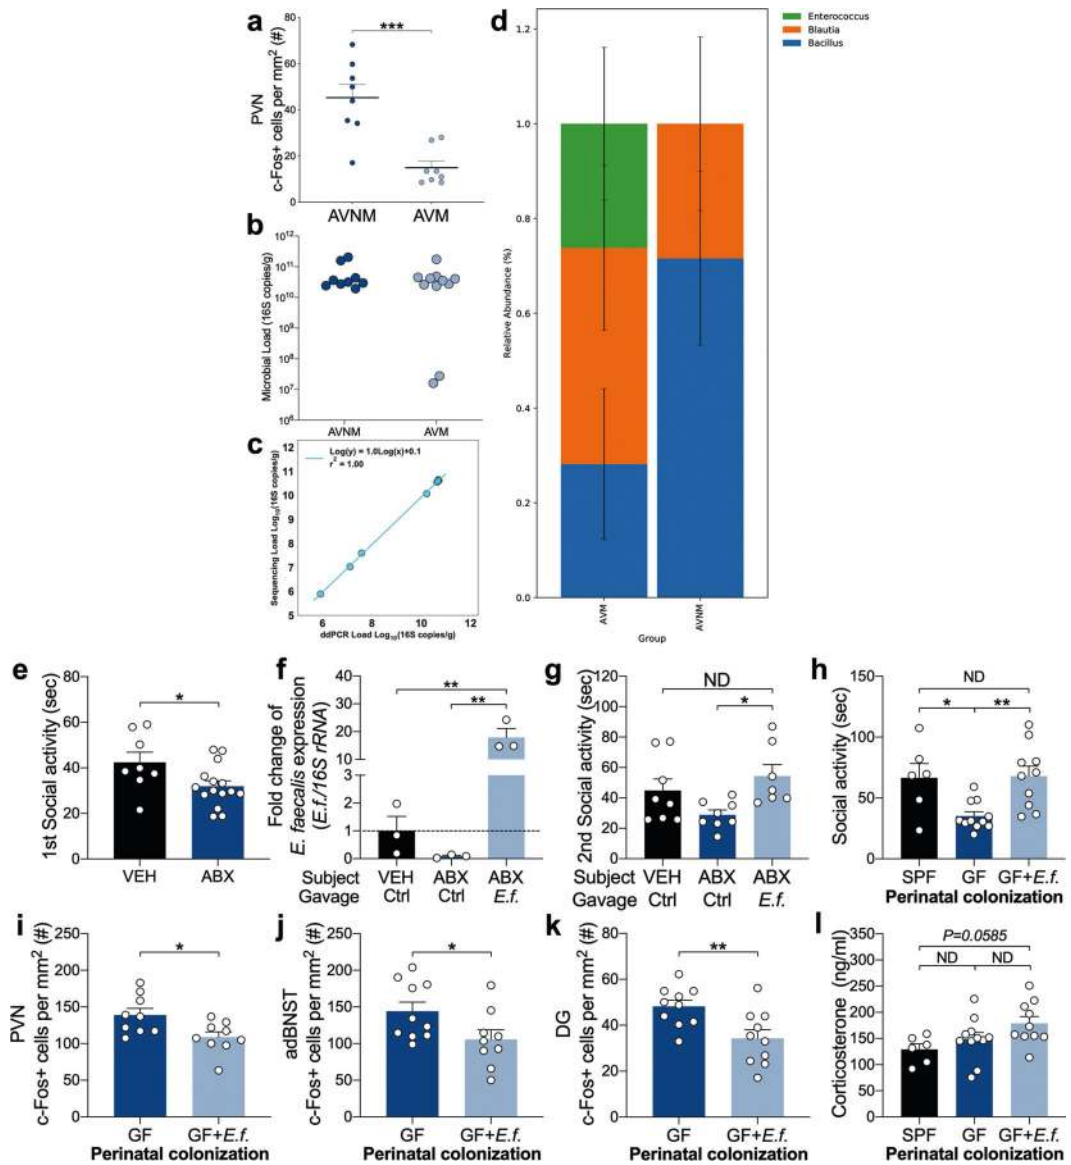 a
80
60
40
20
0
PVN
c-Fos+ cells per mm² (#)
***
AVNM AVM
b
10¹²
10¹¹
10¹⁰
10⁹
10⁸
10⁷
10⁶
Microbial Load (16S copies/g)
AVNM AVM
c
12
11
10
9
8
7
6
5
Sequencing Load Log₁₀(16S copies/g)
Log(y) = 1.0Log(x)+0.1
r² = 1.00
6 8 10 12
ddPCR Load Log₁₀(16S copies/g)
d
Enterococcus
Blautia
Bacillus
1.2
1.0
0.8
0.6
0.4
0.2
0.0
Relative Abundance (%)
AVM AVNM
Group
e
80
60
40
20
0
1st Social activity (sec)
*
VEH ABX
f
40
30
20
10
3
2
1
0
Fold change of
E. faecalis expression
(E.f./16S rRNA)
**
**
Subject VEH ABX ABX
Gavage Ctrl Ctrl E.f.
g
120
100
80
60
40
20
0
2nd Social activity (sec)
ND
*
Subject VEH ABX ABX
Gavage Ctrl Ctrl E.f.
h
150
100
50
0
Social activity (sec)
ND
* **
SPF GF GF+E.f.
Perinatal colonization
i
250
200
150
100
50
0
PVN
c-Fos+ cells per mm² (#)
*
GF GF+E.f.
Perinatal colonization
j
250
200
150
100
50
0
adBNST
c-Fos+ cells per mm² (#)
*
GF GF+E.f.
Perinatal colonization
k
80
60
40
20
0
DG
c-Fos+ cells per mm² (#)
**
GF GF+E.f.
Perinatal colonization
l
350
300
250
200
150
100
50
0
Corticosterone (ng/ml)
P=0.0585
ND ND
SPF GF GF+E.f.
Perinatal colonization